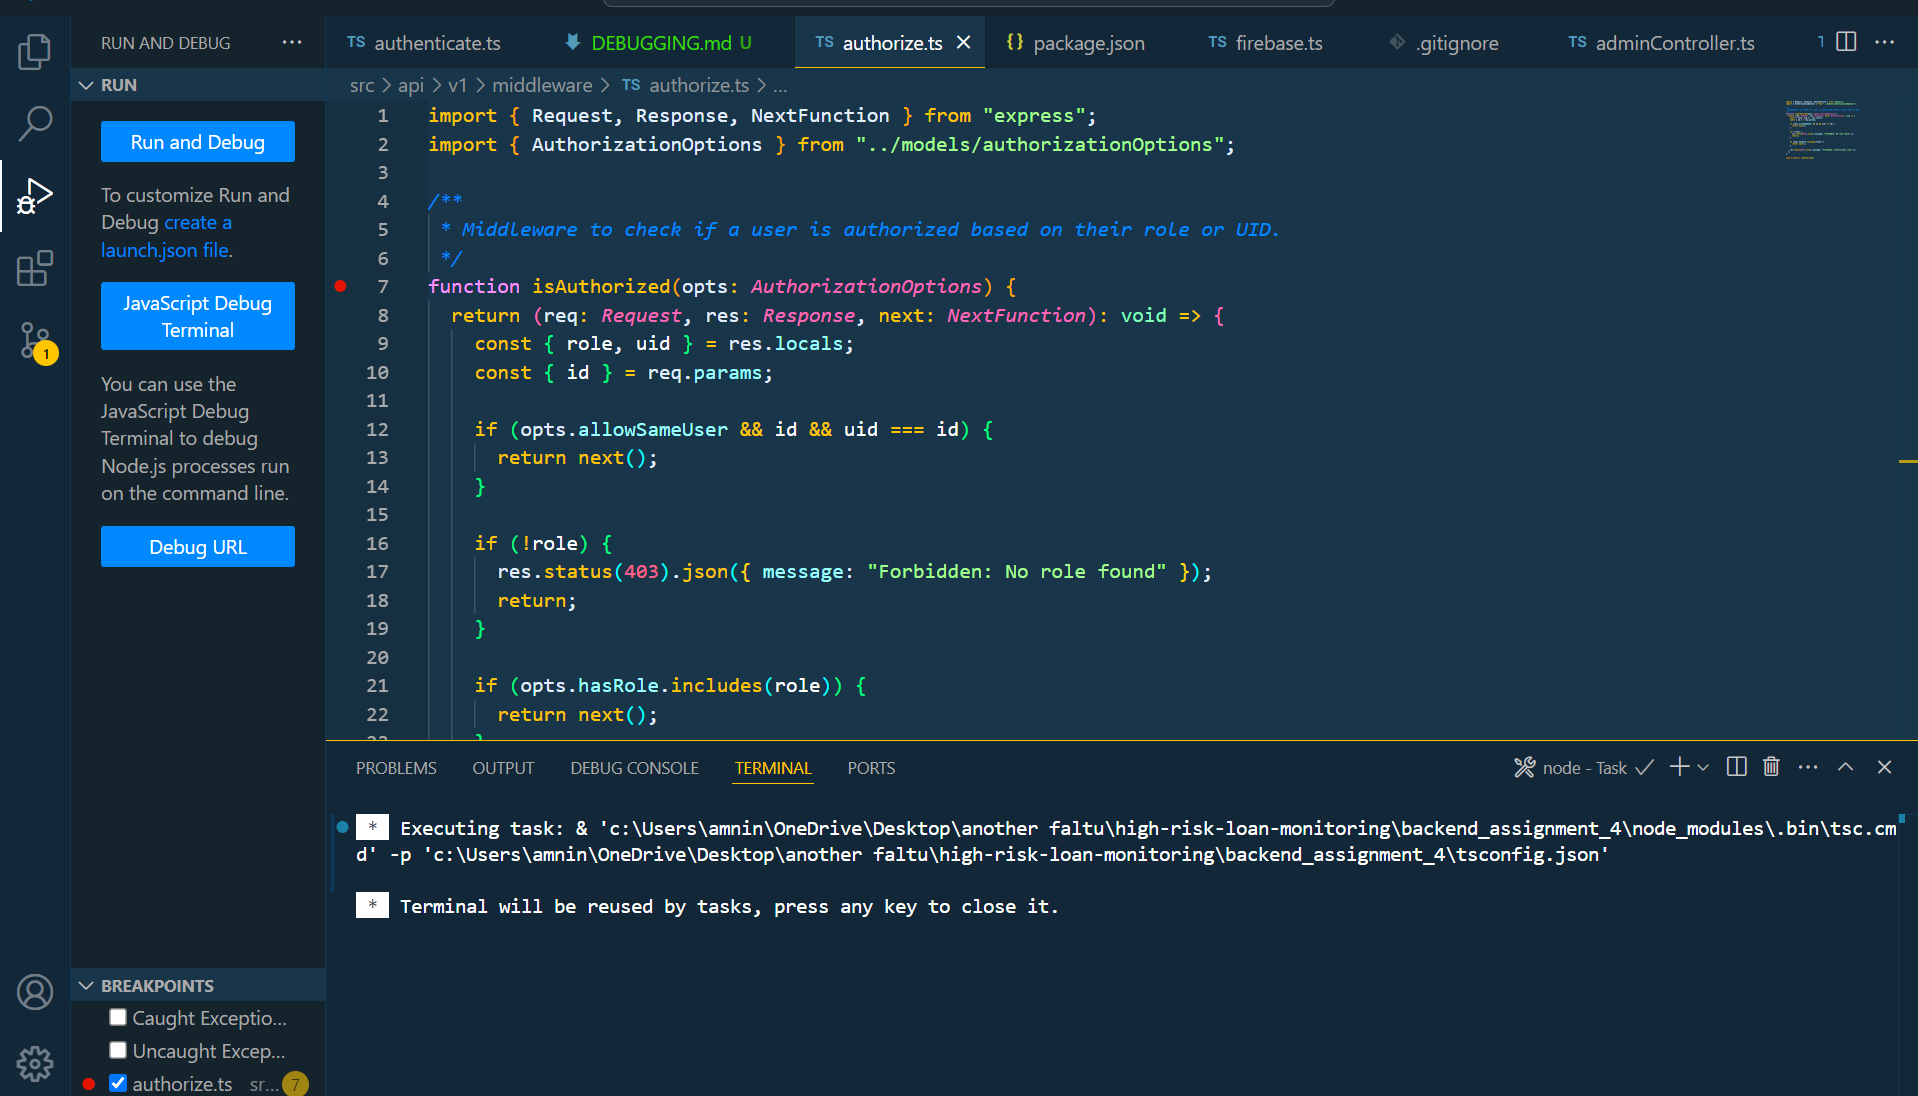 RUN AND DEBUG
RUN
Run and Debug
To customize Run and
Debug create a
launch.json file.
JavaScript Debug
Terminal
You can use the
JavaScript Debug
Terminal to debug
Node.js processes run
on the command line.
Debug URL
1
BREAKPOINTS
Caught Exceptio...
Uncaught Excep...
authorize.ts sr... 7
TS authenticate.ts
DEBUGGING.md U
TS authorize.ts
{} package.json
TS firebase.ts
.gitignore
TS adminController.ts
src > api > v1 > middleware > TS authorize.ts > ...
1 import { Request, Response, NextFunction } from "express";
2 import { AuthorizationOptions } from "../models/authorizationOptions";
3
4 /**
5 * Middleware to check if a user is authorized based on their role or UID.
6 */
7 function isAuthorized(opts: AuthorizationOptions) {
8 return (req: Request, res: Response, next: NextFunction): void => {
9 const { role, uid } = res.locals;
10 const { id } = req.params;
11
12 if (opts.allowSameUser && id && uid === id) {
13 return next();
14 }
15
16 if (!role) {
17 res.status(403).json({ message: "Forbidden: No role found" });
18 return;
19 }
20
21 if (opts.hasRole.includes(role)) {
22 return next();
23 }
PROBLEMS
OUTPUT
DEBUG CONSOLE
TERMINAL
PORTS
node - Task
* Executing task: & 'c:\Users\amnin\OneDrive\Desktop\another faltu\high-risk-loan-monitoring\backend_assignment_4\node_modules\.bin\tsc.cm
d' -p 'c:\Users\amnin\OneDrive\Desktop\another faltu\high-risk-loan-monitoring\backend_assignment_4\tsconfig.json'
* Terminal will be reused by tasks, press any key to close it.